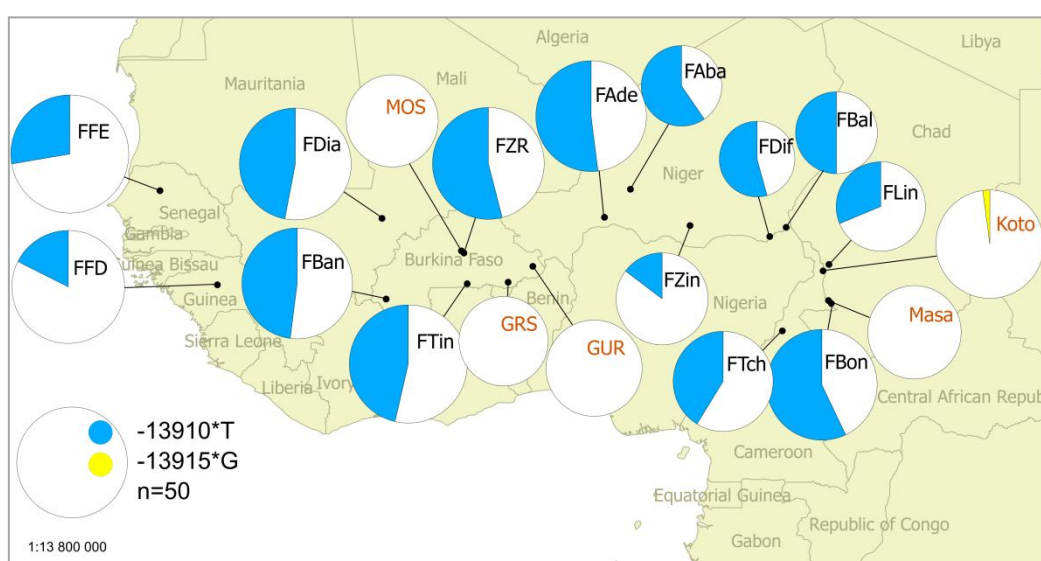 Algeria
Libya
Mauritania
Mali
FAba
MOS
FAde
FFE
FDia
FZR
FDif
FBal
Chad
Niger
FLin
Senegal
Koto
Gambia
FFD
FBan
Burkina Faso
Guinea Bissau
FZin
Guinea
Benin
Nigeria
GRS
Masa
Sierra Leone
FTin
GUR
FTch
FBon
Liberia
Ivory
Central African Repu
-13910*T
-13915*G
n=50
Cameroon
Equatorial Guinea
Republic of Congo
Gabon
1:13 800 000